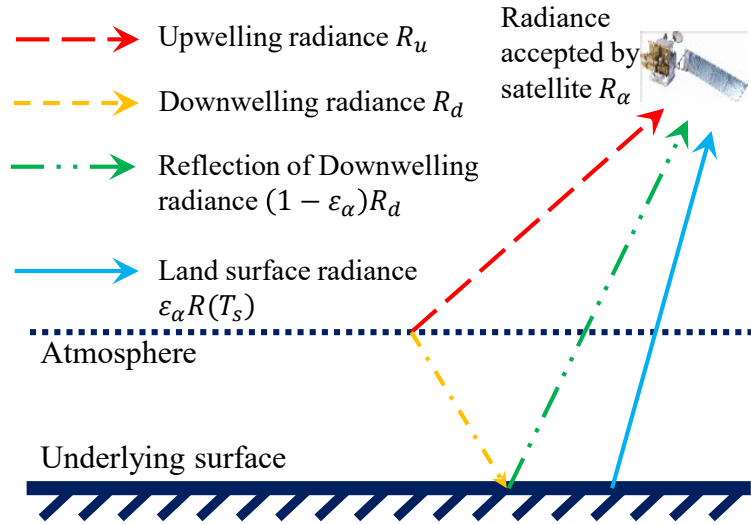 Upwelling radiance R_u
Radiance
accepted by
satellite R_α
Downwelling radiance R_d
Reflection of Downwelling
radiance (1 − ε_α)R_d
Land surface radiance
ε_αR(T_s)
Atmosphere
Underlying surface